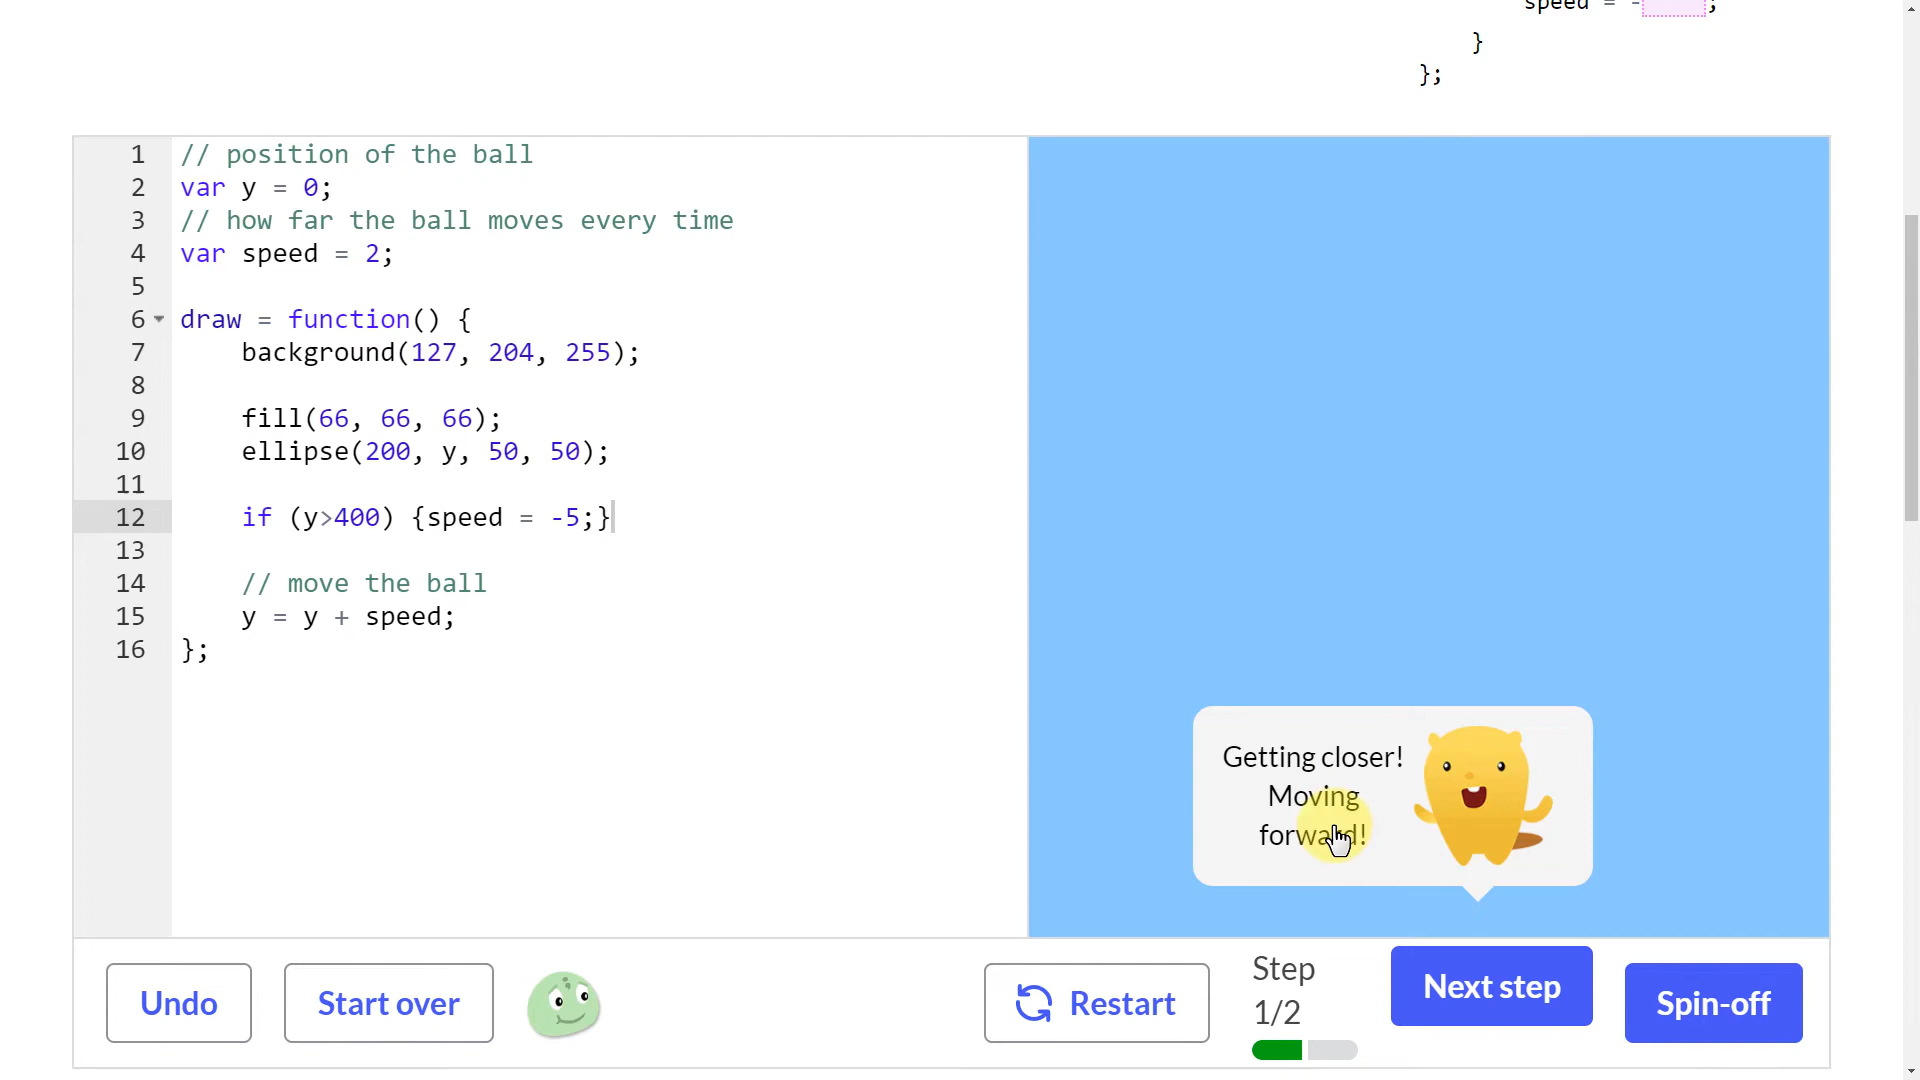 speed = -    ;
}
};
1 // position of the ball
2 var y = 0;
3 // how far the ball moves every time
4 var speed = 2;
5
6 draw = function() {
7 background(127, 204, 255);
8
9 fill(66, 66, 66);
10 ellipse(200, y, 50, 50);
11
12 if (y>400) {speed = -5;}
13
14 // move the ball
15 y = y + speed;
16 };
Getting closer!
Moving
forward!
Undo
Start over
Restart
Step
1/2
Next step
Spin-off